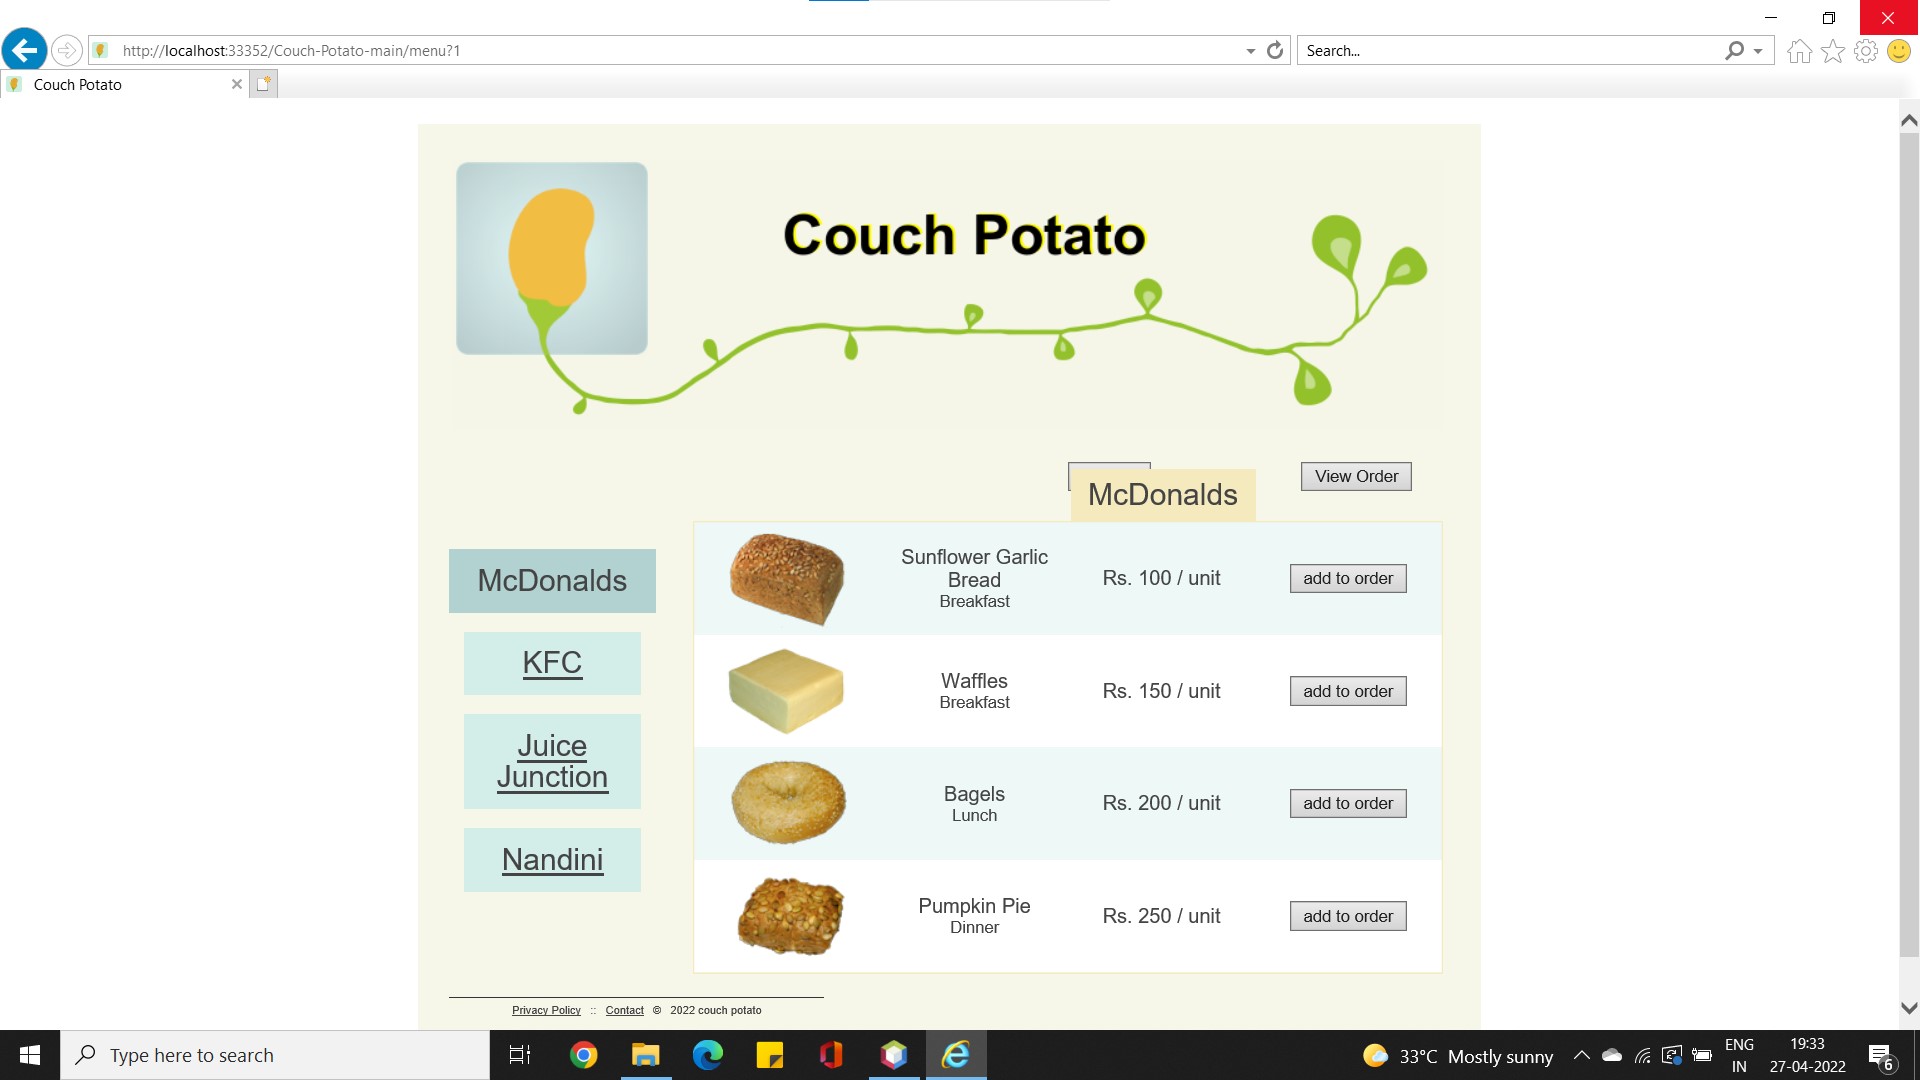 http://localhost:33352/Couch-Potato-main/menu?1
Search...
Couch Potato
Couch Potato
View Order
McDonalds
McDonalds
KFC
Juice
Junction
Nandini
Sunflower Garlic
Bread
Breakfast
Rs. 100 / unit
add to order
Waffles
Breakfast
Rs. 150 / unit
add to order
Bagels
Lunch
Rs. 200 / unit
add to order
Pumpkin Pie
Dinner
Rs. 250 / unit
add to order
Privacy Policy :: Contact © 2022 couch potato
Type here to search
33°C Mostly sunny
ENG
IN
19:33
27-04-2022
6